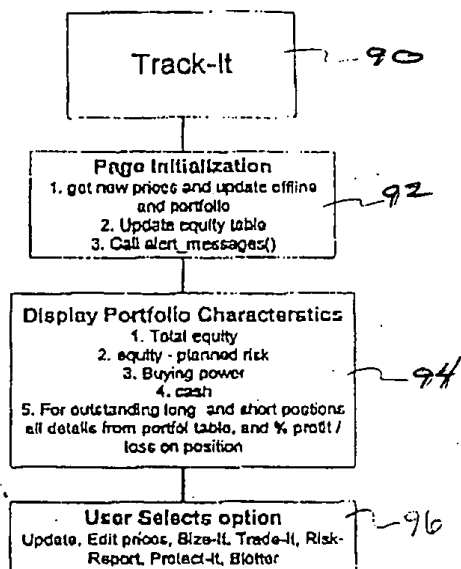 Track-It
90
Page Initialization
1. get new prices and update offline
and portfolio
2. Update equity table
3. Call alert_messages()
92
Display Portfolio Characterstics
1. Total equity
2. equity - planned risk
3. Buying power
4. cash
5. For outstanding long and short postions
all details from portfol table, and % profit /
loss on position
94
User Selects option
Update, Edit prices, Size-It, Trade-It, Risk-
Report, Protect-It, Blotter
96